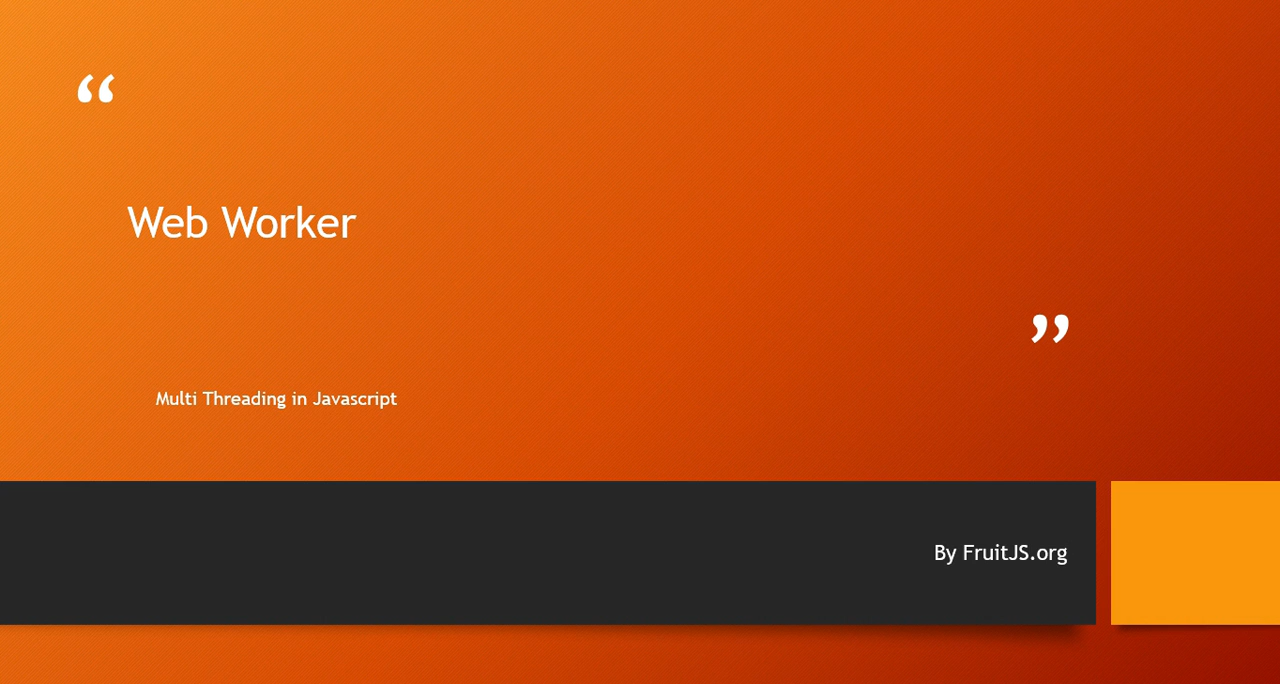 “
Web Worker
”
Multi Threading in Javascript
By FruitJS.org